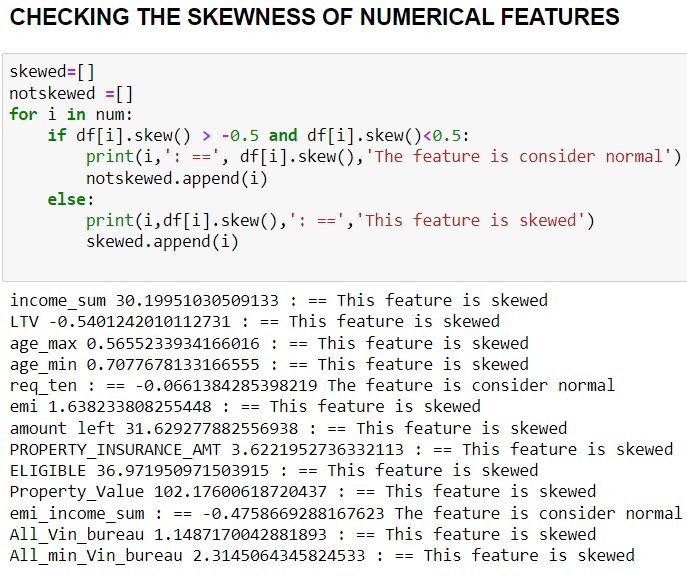 CHECKING THE SKEWNESS OF NUMERICAL FEATURES
skewed=[]
notskewed =[]
for i in num:
    if df[i].skew() > -0.5 and df[i].skew()<0.5:
        print(i,': ==', df[i].skew(),'The feature is consider normal')
        notskewed.append(i)
    else:
        print(i,df[i].skew(),': ==','This feature is skewed')
        skewed.append(i)
income_sum 30.19951030509133 : == This feature is skewed
LTV -0.5401242010112731 : == This feature is skewed
age_max 0.5655233934166016 : == This feature is skewed
age_min 0.7077678133166555 : == This feature is skewed
req_ten : == -0.0661384285398219 The feature is consider normal
emi 1.638233808255448 : == This feature is skewed
amount left 31.629277882556938 : == This feature is skewed
PROPERTY_INSURANCE_AMT 3.6221952736332113 : == This feature is skewed
ELIGIBLE 36.971950971503915 : == This feature is skewed
Property_Value 102.17600618720437 : == This feature is skewed
emi_income_sum : == -0.4758669288167623 The feature is consider normal
All_Vin_bureau 1.1487170042881893 : == This feature is skewed
All_min_Vin_bureau 2.3145064345824533 : == This feature is skewed